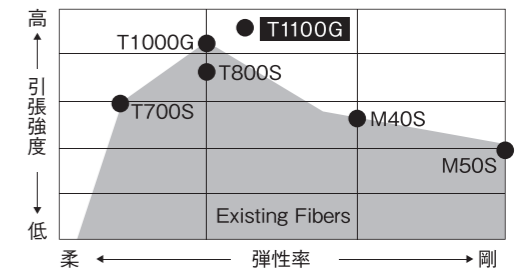 高
引張強度
低
T1100G
T1000G
T800S
T700S
M40S
M50S
Existing Fibers
柔
弾性率
剛